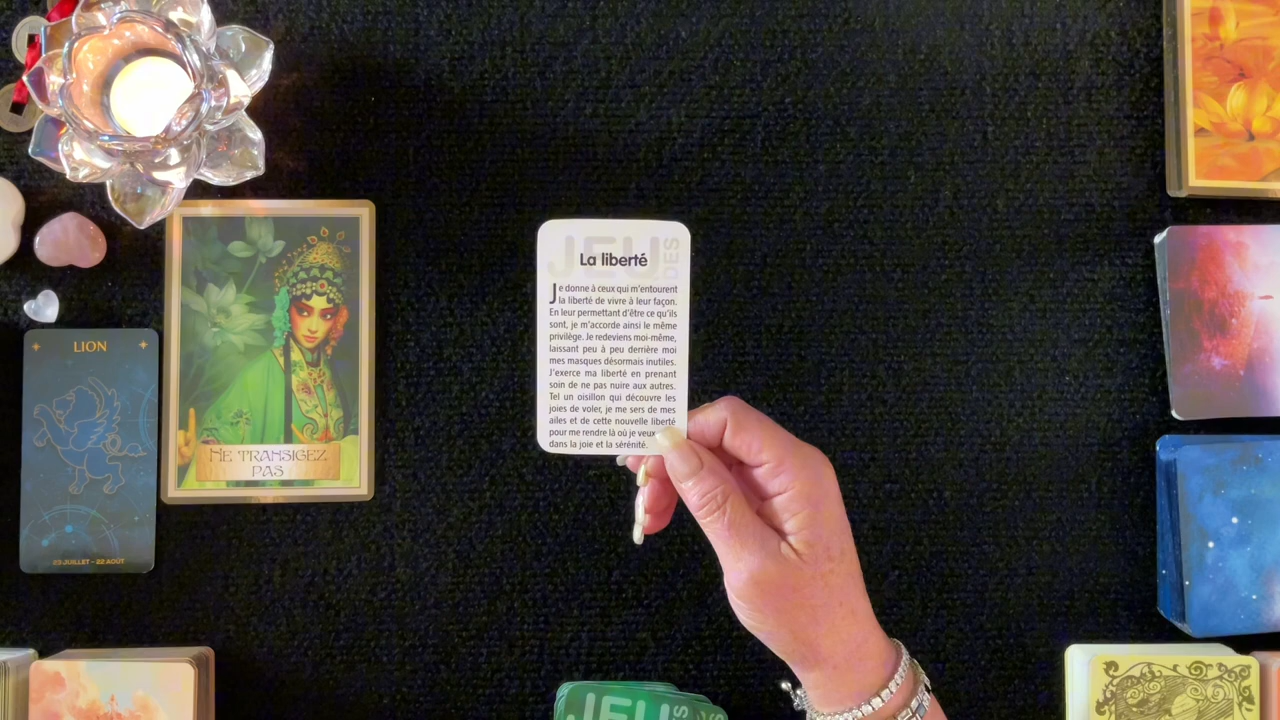 LION
23 JUILLET - 22 AOÛT
NE TRANSIGEZ
PAS
JEU
DES
La liberté
Je donne à ceux qui m'entourent
la liberté de vivre à leur façon.
En leur permettant d'être ce qu'ils
sont, je m'accorde ainsi le même
privilège. Je redeviens moi-même,
laissant peu à peu derrière moi
mes masques désormais inutiles.
J'exerce ma liberté en prenant
soin de ne pas nuire aux autres.
Tel un oisillon qui découvre les
joies de voler, je me sers de mes
ailes et de cette nouvelle liberté
pour me rendre là où je veux
dans la joie et la sérénité.
JEU